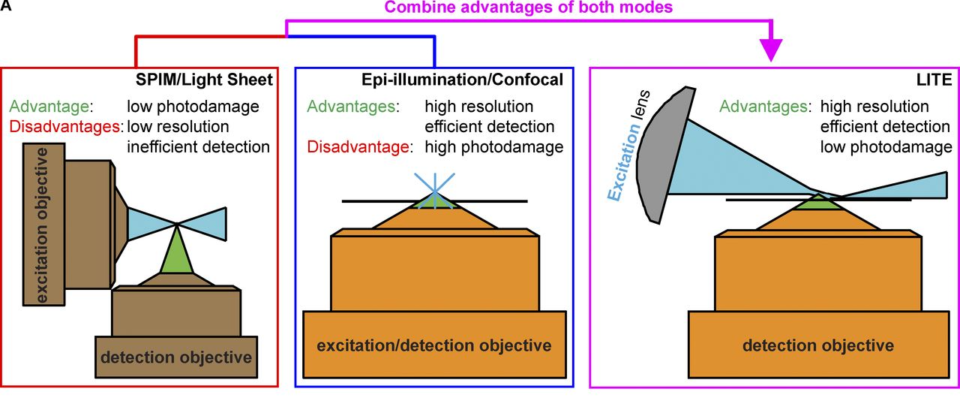 A
Combine advantages of both modes
SPIM/Light Sheet
Advantage: low photodamage
Disadvantages: low resolution
inefficient detection
excitation objective
detection objective
Epi-illumination/Confocal
Advantages: high resolution
efficient detection
Disadvantage: high photodamage
excitation/detection objective
LITE
Excitation lens
Advantages: high resolution
efficient detection
low photodamage
detection objective